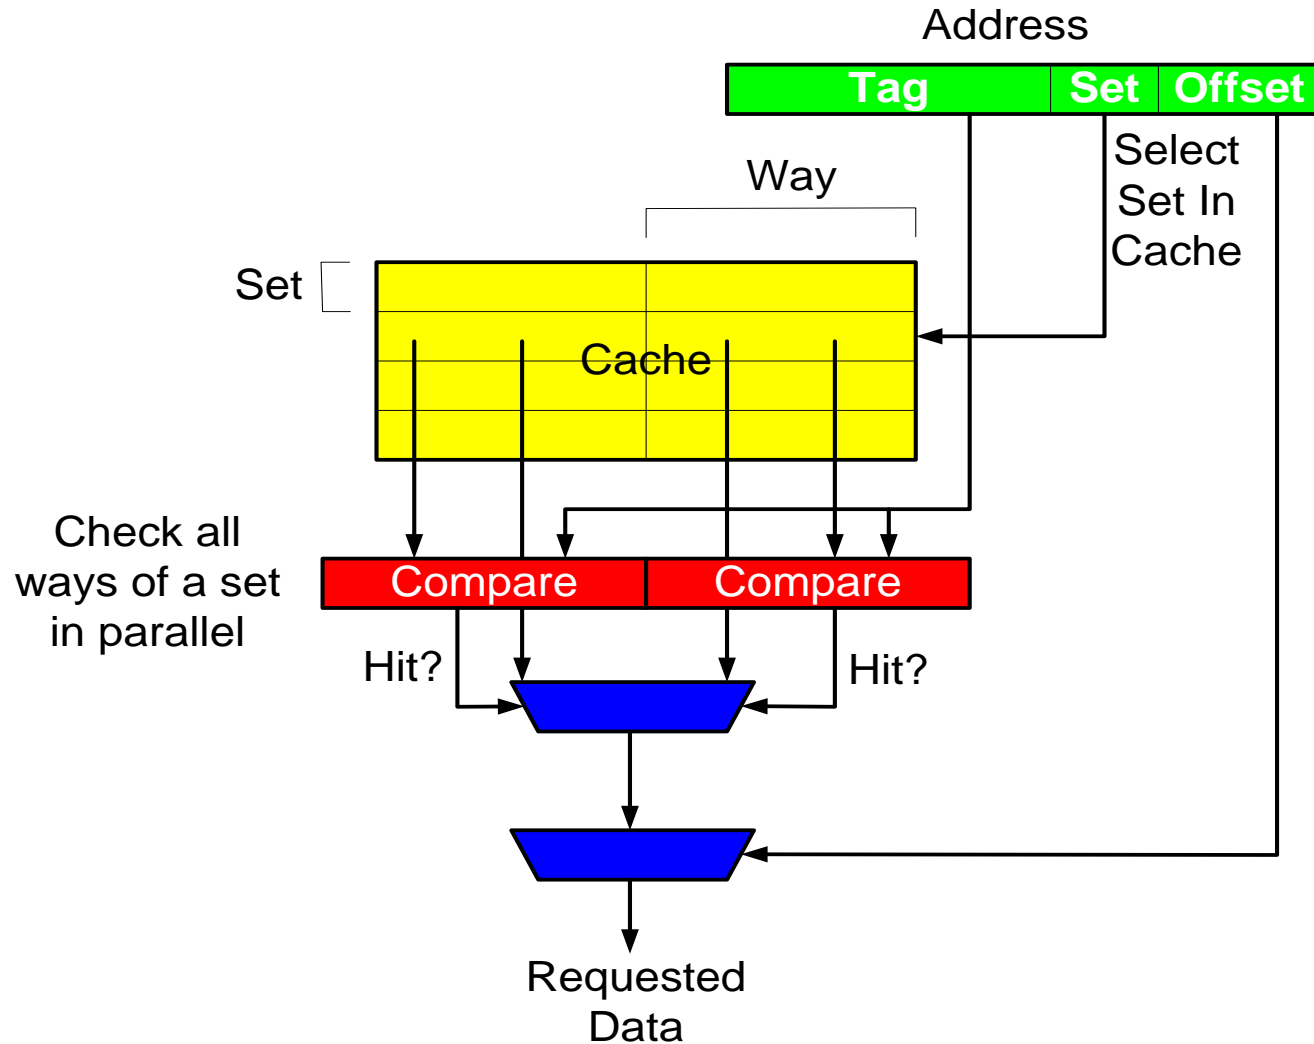 Address
Tag Set Offset
Select
Set In
Cache
Way
Set
Cache
Check all
ways of a set
in parallel
Compare Compare
Hit? Hit?
Requested
Data